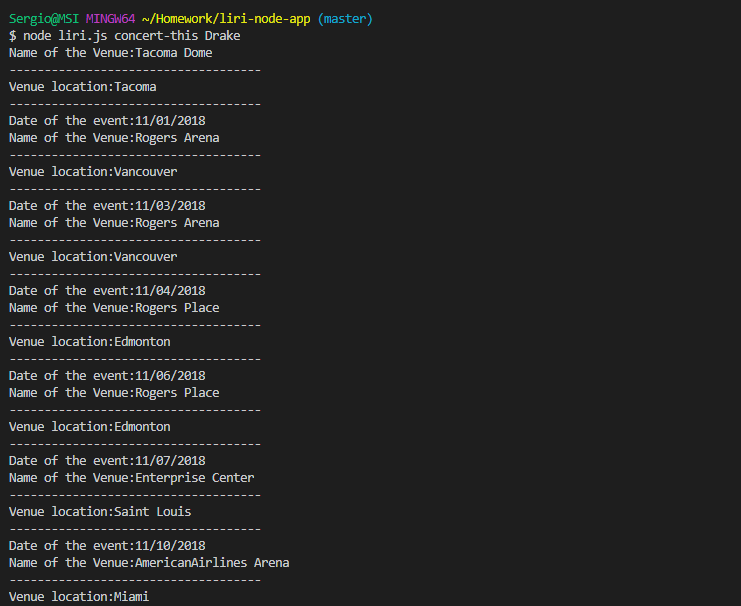 Sergio@MSI MINGW64 ~/Homework/liri-node-app (master)
$ node liri.js concert-this Drake
Name of the Venue:Tacoma Dome
------------------------------------
Venue location:Tacoma
------------------------------------
Date of the event:11/01/2018
Name of the Venue:Rogers Arena
------------------------------------
Venue location:Vancouver
------------------------------------
Date of the event:11/03/2018
Name of the Venue:Rogers Arena
------------------------------------
Venue location:Vancouver
------------------------------------
Date of the event:11/04/2018
Name of the Venue:Rogers Place
------------------------------------
Venue location:Edmonton
------------------------------------
Date of the event:11/06/2018
Name of the Venue:Rogers Place
------------------------------------
Venue location:Edmonton
------------------------------------
Date of the event:11/07/2018
Name of the Venue:Enterprise Center
------------------------------------
Venue location:Saint Louis
------------------------------------
Date of the event:11/10/2018
Name of the Venue:AmericanAirlines Arena
------------------------------------
Venue location:Miami